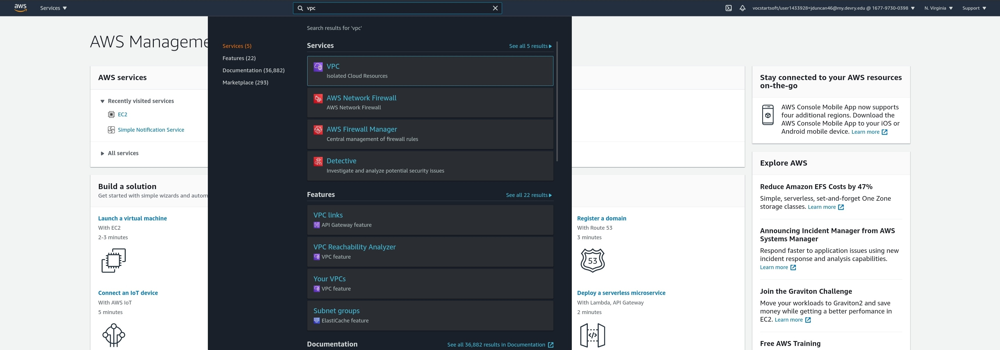 aws
Services
vpc
vocstartsoft/user1433928=jduncan46@my.devry.edu @ 1677-9730-0398
N. Virginia
Support
AWS Manageme
Search results for 'vpc'
Services (5)
Features (22)
Documentation (36,882)
Marketplace (293)
Services
See all 5 results
VPC
Isolated Cloud Resources
AWS Network Firewall
AWS Network Firewall
AWS Firewall Manager
Central management of firewall rules
Detective
Investigate and analyze potential security issues
Features
See all 22 results
VPC links
API Gateway feature
VPC Reachability Analyzer
VPC feature
Your VPCs
VPC feature
Subnet groups
ElastiCache feature
Documentation
See all 36,882 results in Documentation
AWS services
Recently visited services
EC2
Simple Notification Service
All services
Build a solution
Get started with simple wizards and autom
Launch a virtual machine
With EC2
2-3 minutes
Connect an IoT device
With AWS IoT
5 minutes
Register a domain
With Route 53
3 minutes
53
Deploy a serverless microservice
With Lambda, API Gateway
2 minutes
</>
Stay connected to your AWS resources
on-the-go
AWS Console Mobile App now supports
four additional regions. Download the
AWS Console Mobile App to your iOS or
Android mobile device. Learn more
Explore AWS
Reduce Amazon EFS Costs by 47%
Simple, serverless, set-and-forget One Zone
storage classes. Learn more
Announcing Incident Manager from AWS
Systems Manager
Respond faster to application issues using new
incident response and analysis capabilities.
Learn more
Join the Graviton Challenge
Move your workloads to Graviton2 and save
money while getting a better perfomance in
EC2. Learn more
Free AWS Training